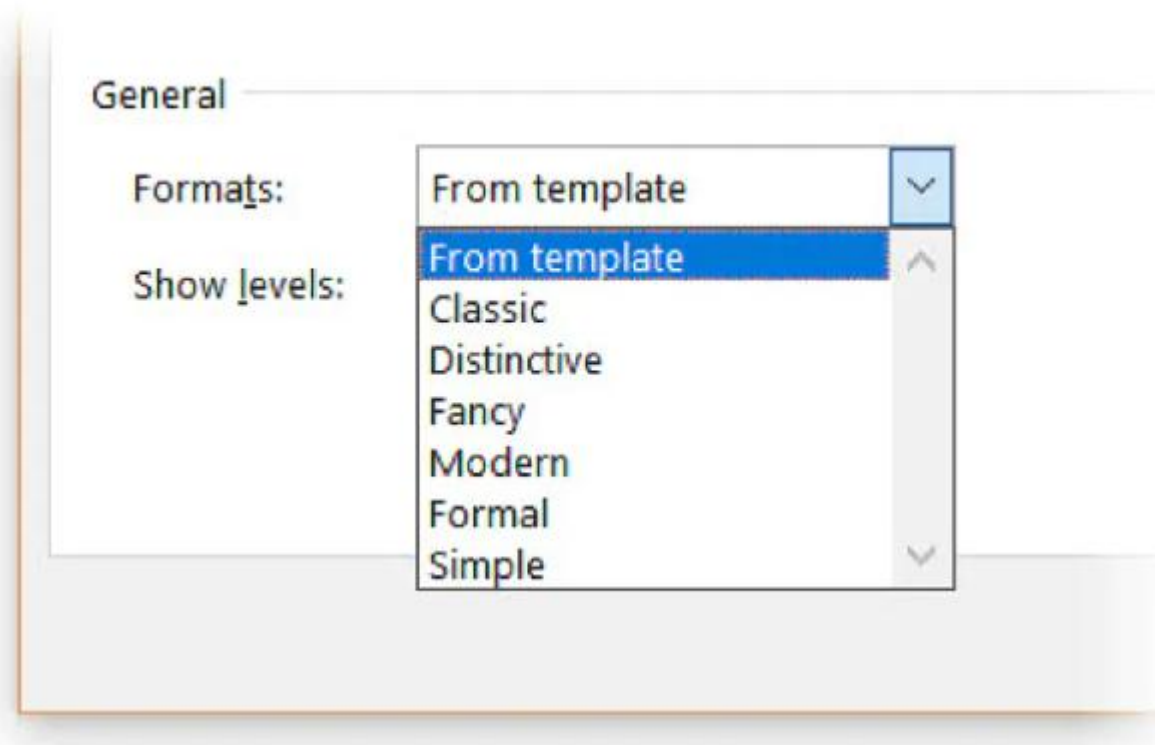 General
Formats: From template
From template
Show levels:
Classic
Distinctive
Fancy
Modern
Formal
Simple